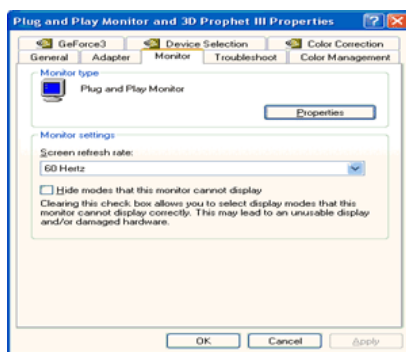 Plug and Play Monitor and 3D Prophet III Properties
GeForce3 Device Selection Color Correction
General Adapter Monitor Troubleshoot Color Management
Monitor type
Plug and Play Monitor
Properties
Monitor settings
Screen refresh rate:
60 Hertz
Hide modes that this monitor cannot display
Clearing this check box allows you to select display modes that this
monitor cannot display correctly. This may lead to an unusable display
and/or damaged hardware.
OK Cancel Apply